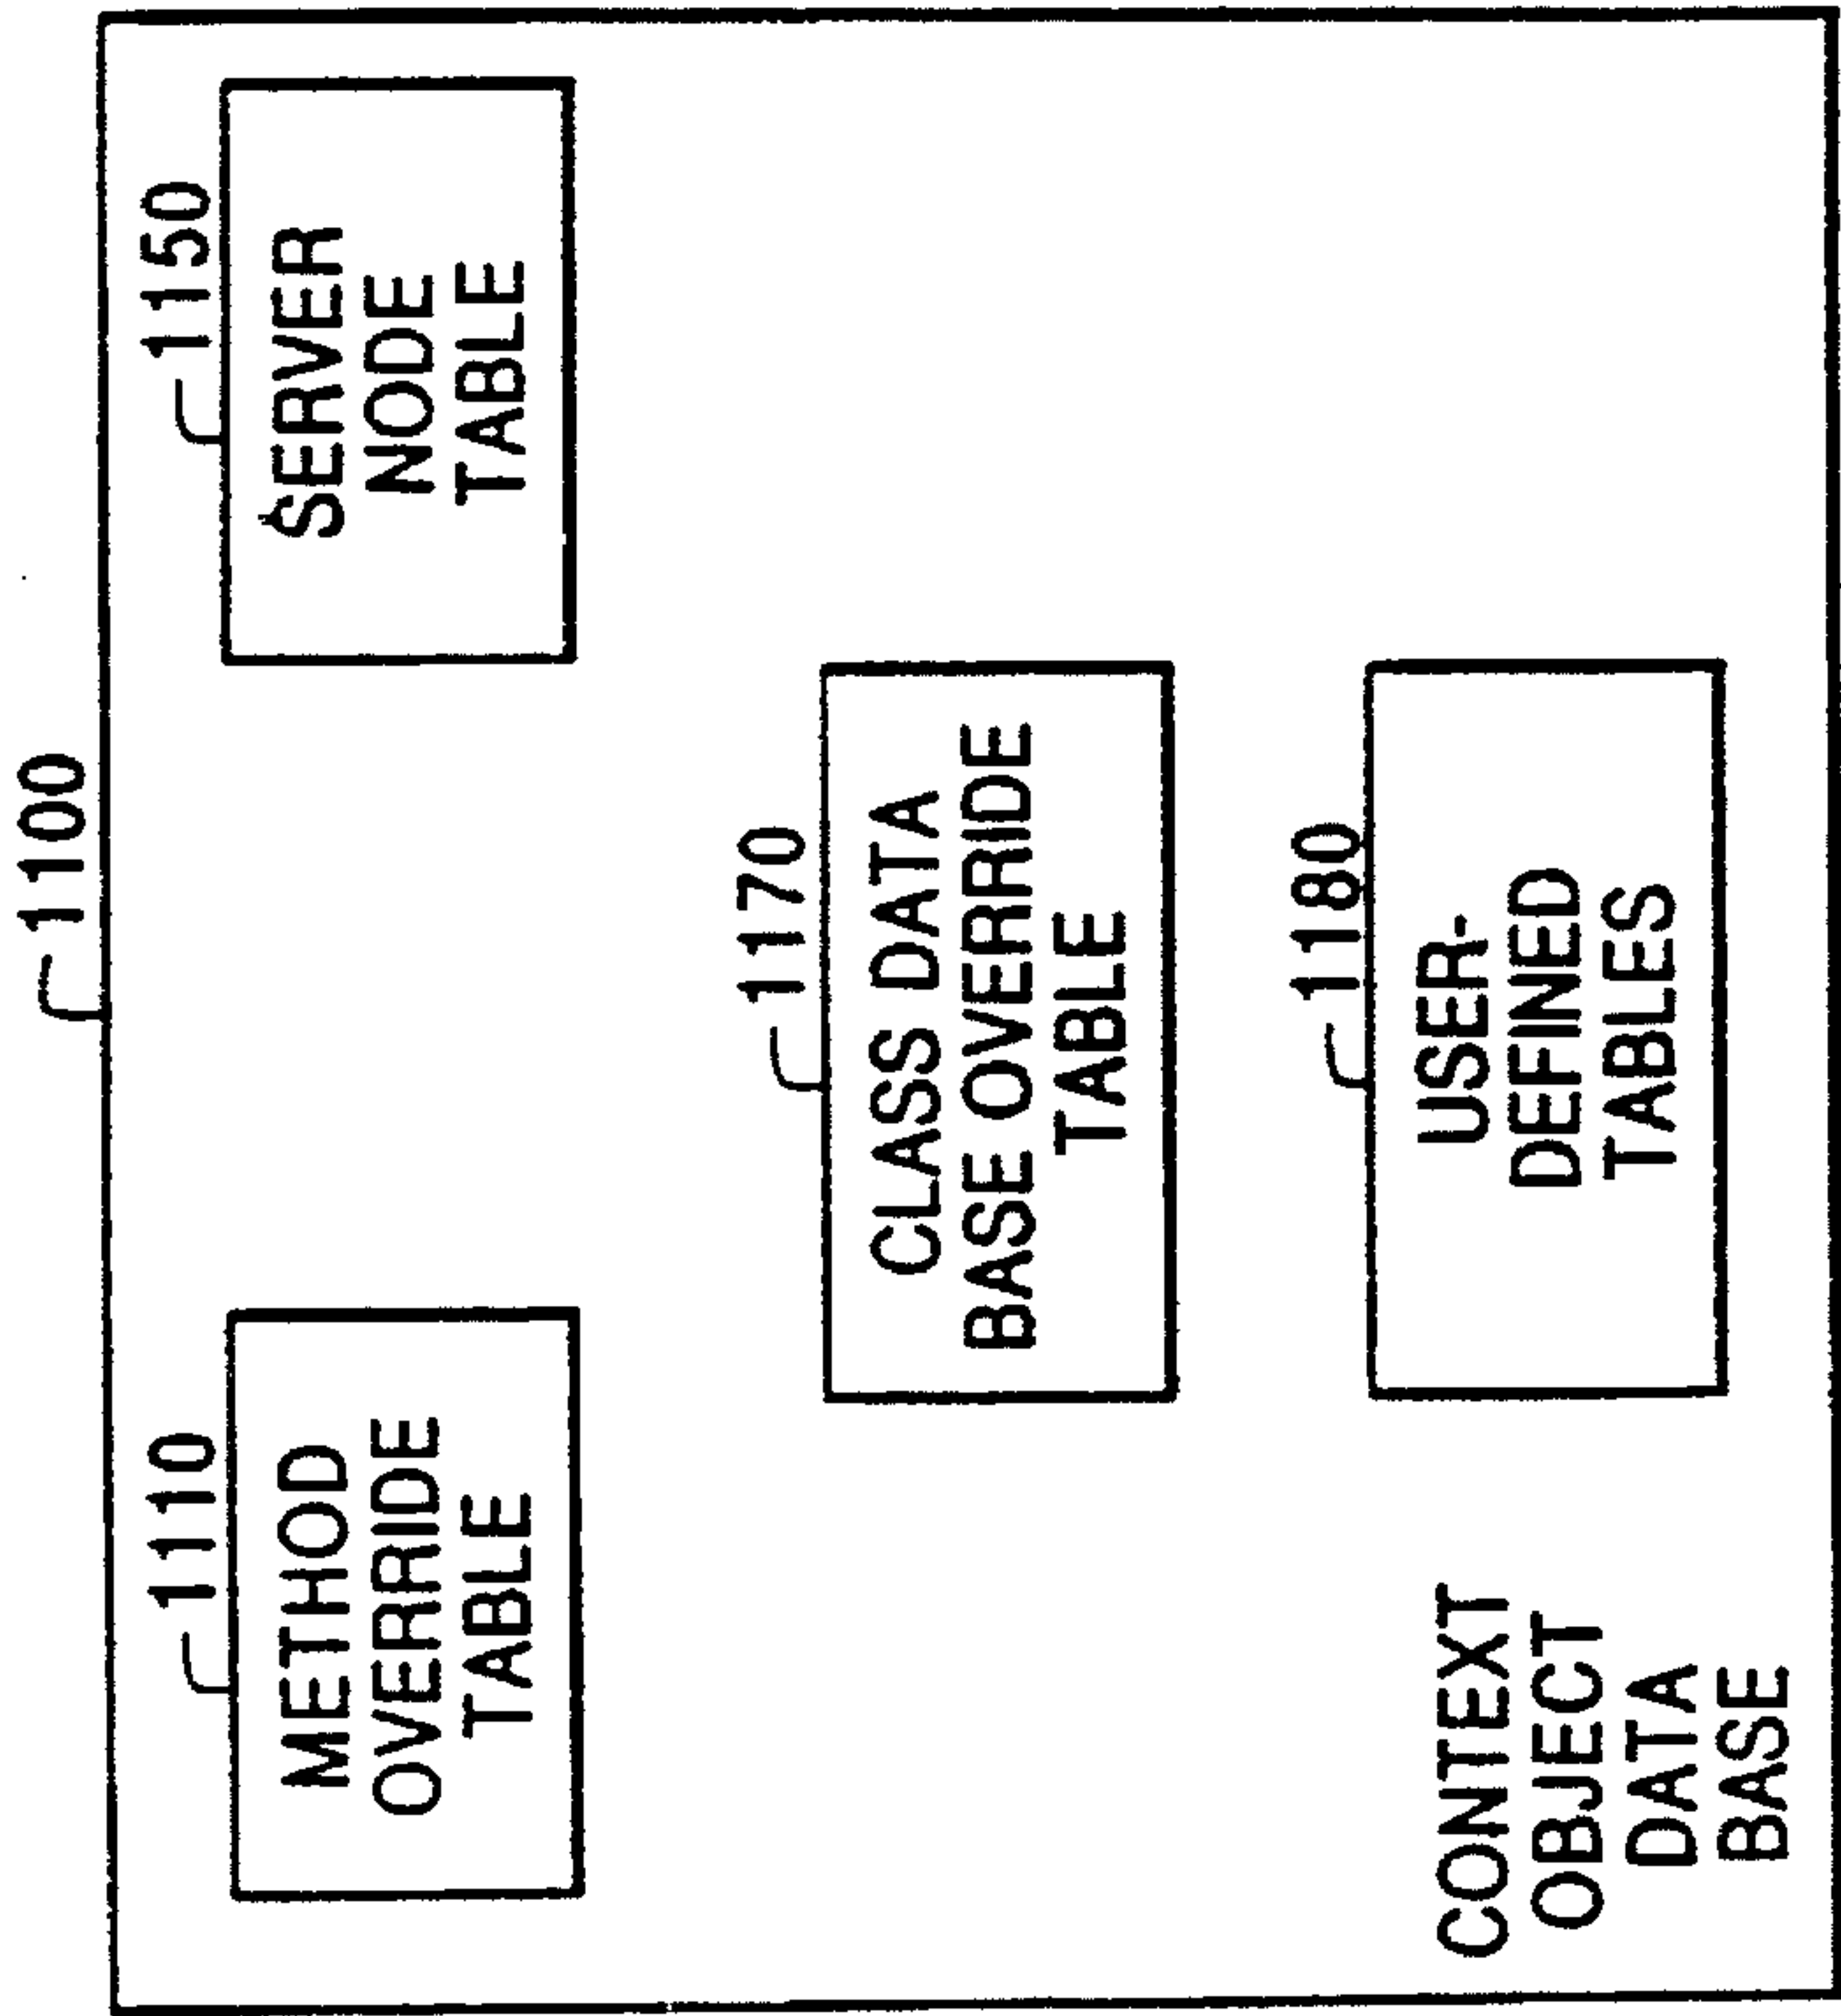 1100
1110
METHOD
OVERRIDE
TABLE
1150
SERVER
NODE
TABLE
1170
CLASS DATA
BASE OVERRIDE
TABLE
1180
USER-
DEFINED
TABLES
CONTEXT
OBJECT
DATA
BASE